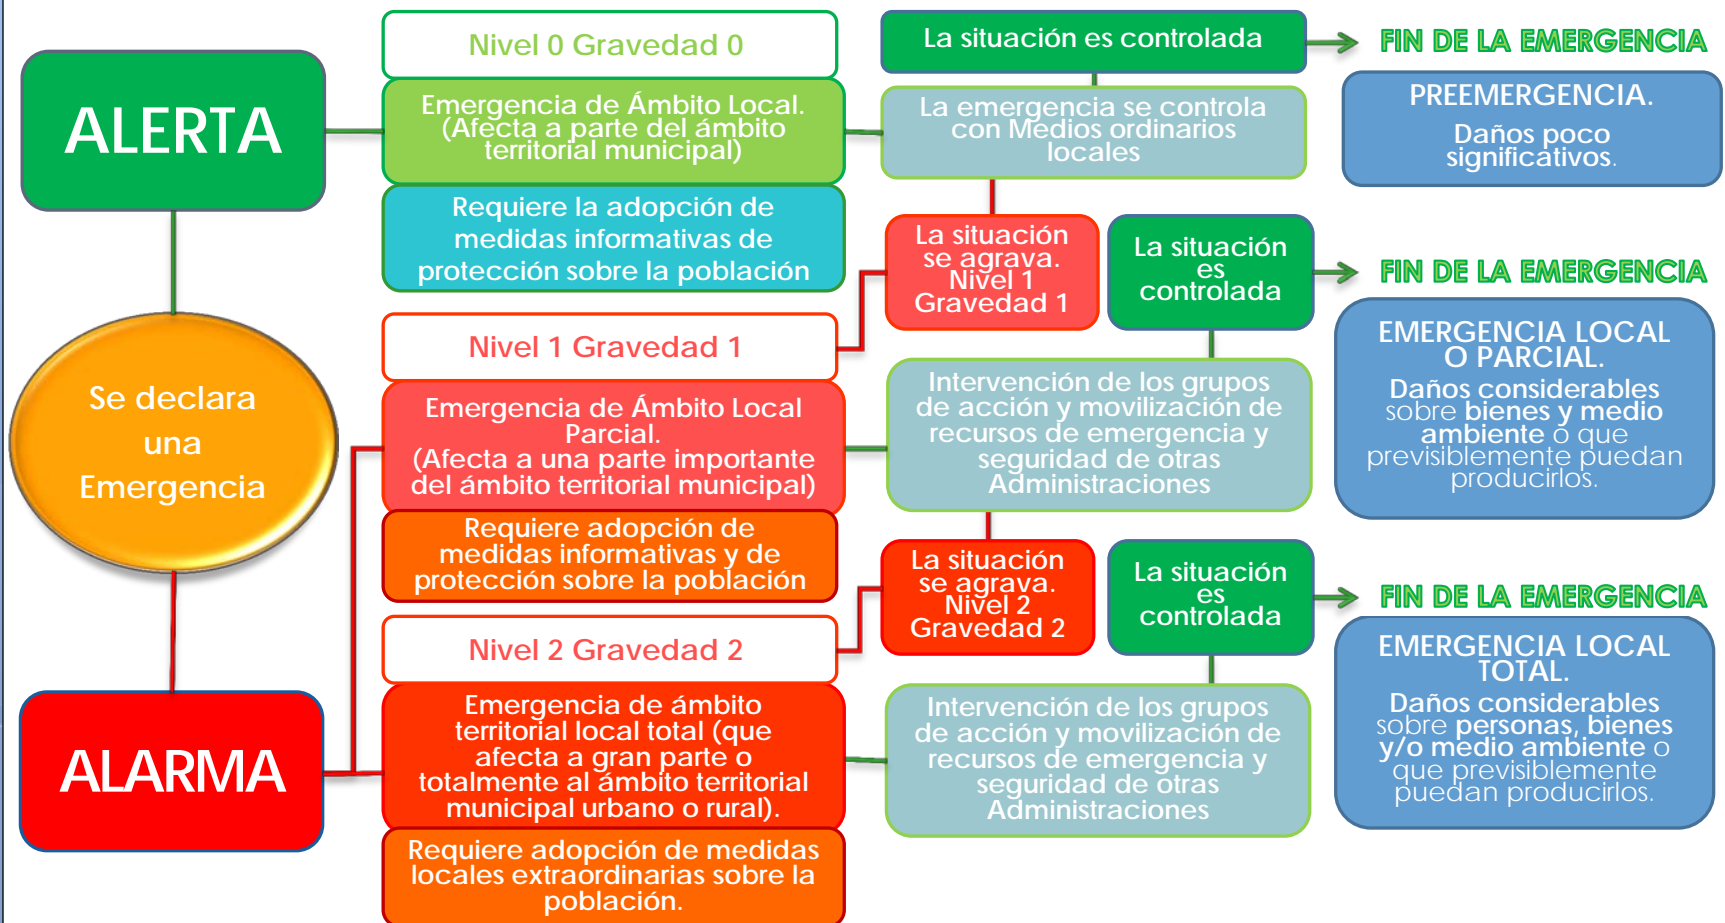 ALERTA
Se declara
una
Emergencia
ALARMA
Nivel 0 Gravedad 0
Emergencia de Ámbito Local.
(Afecta a parte del ámbito
territorial municipal)
Requiere la adopción de
medidas informativas de
protección sobre la población
La situación es controlada
FIN DE LA EMERGENCIA
La emergencia se controla
con Medios ordinarios
locales
PREEMERGENCIA.
Daños poco
significativos.
La situación
se agrava.
Nivel 1
Gravedad 1
La situación
es
controlada
FIN DE LA EMERGENCIA
Nivel 1 Gravedad 1
Emergencia de Ámbito Local
Parcial.
(Afecta a una parte importante
del ámbito territorial municipal)
Requiere adopción de
medidas informativas y de
protección sobre la población
Intervención de los grupos
de acción y movilización de
recursos de emergencia y
seguridad de otras
Administraciones
EMERGENCIA LOCAL
O PARCIAL.
Daños considerables
sobre bienes y medio
ambiente o que
previsiblemente puedan
producirlos.
La situación
se agrava.
Nivel 2
Gravedad 2
La situación
es
controlada
FIN DE LA EMERGENCIA
Nivel 2 Gravedad 2
Emergencia de ámbito
territorial local total (que
afecta a gran parte o
totalmente al ámbito territorial
municipal urbano o rural).
Requiere adopción de medidas
locales extraordinarias sobre la
población.
Intervención de los grupos
de acción y movilización de
recursos de emergencia y
seguridad de otras
Administraciones
EMERGENCIA LOCAL
TOTAL.
Daños considerables
sobre personas, bienes
y/o medio ambiente o
que previsiblemente
puedan producirlos.